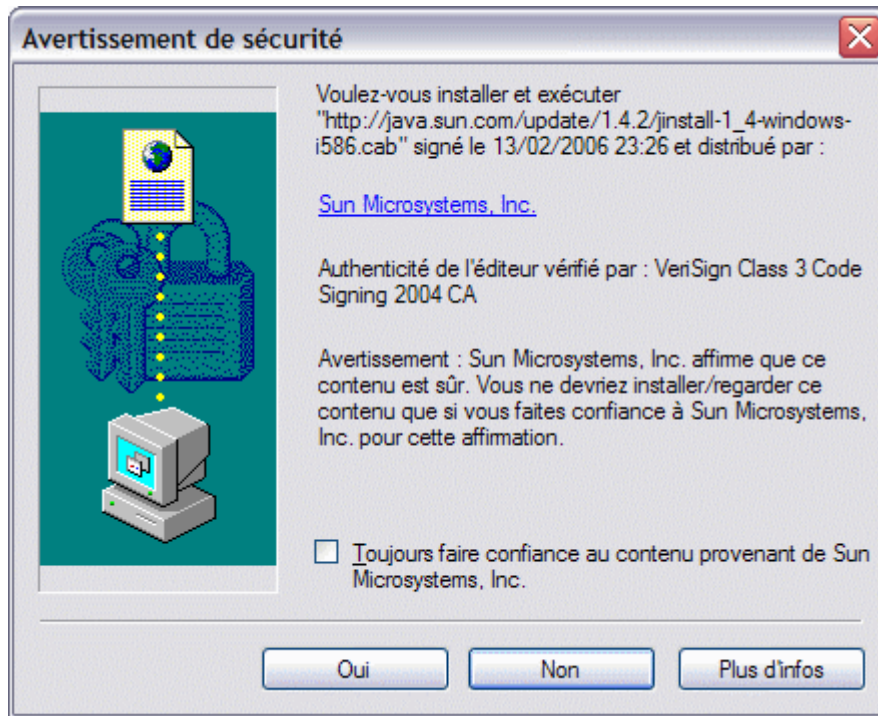 Avertissement de sécurité
Voulez-vous installer et exécuter
"http://java.sun.com/update/1.4.2/jinstall-1_4-windows-
i586.cab" signé le 13/02/2006 23:26 et distribué par :
Sun Microsystems, Inc.
Authenticité de l'éditeur vérifié par : VeriSign Class 3 Code
Signing 2004 CA
Avertissement : Sun Microsystems, Inc. affirme que ce
contenu est sûr. Vous ne devriez installer/regarder ce
contenu que si vous faites confiance à Sun Microsystems,
Inc. pour cette affirmation.
Toujours faire confiance au contenu provenant de Sun
Microsystems, Inc.
Oui
Non
Plus d'infos